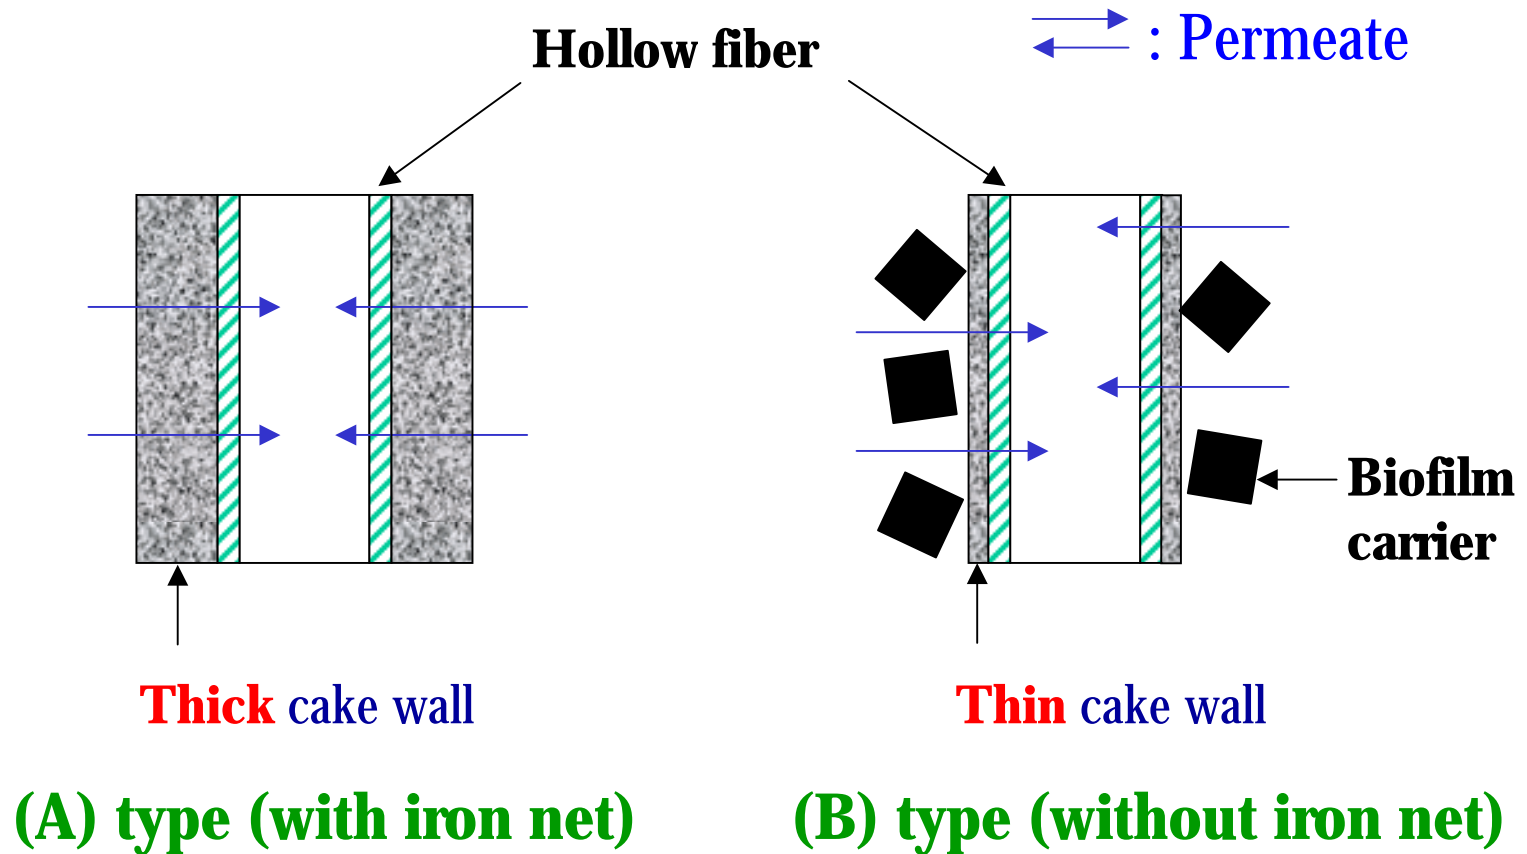 Hollow fiber
: Permeate
Biofilm
carrier
Thick cake wall
Thin cake wall
(A) type (with iron net)
(B) type (without iron net)